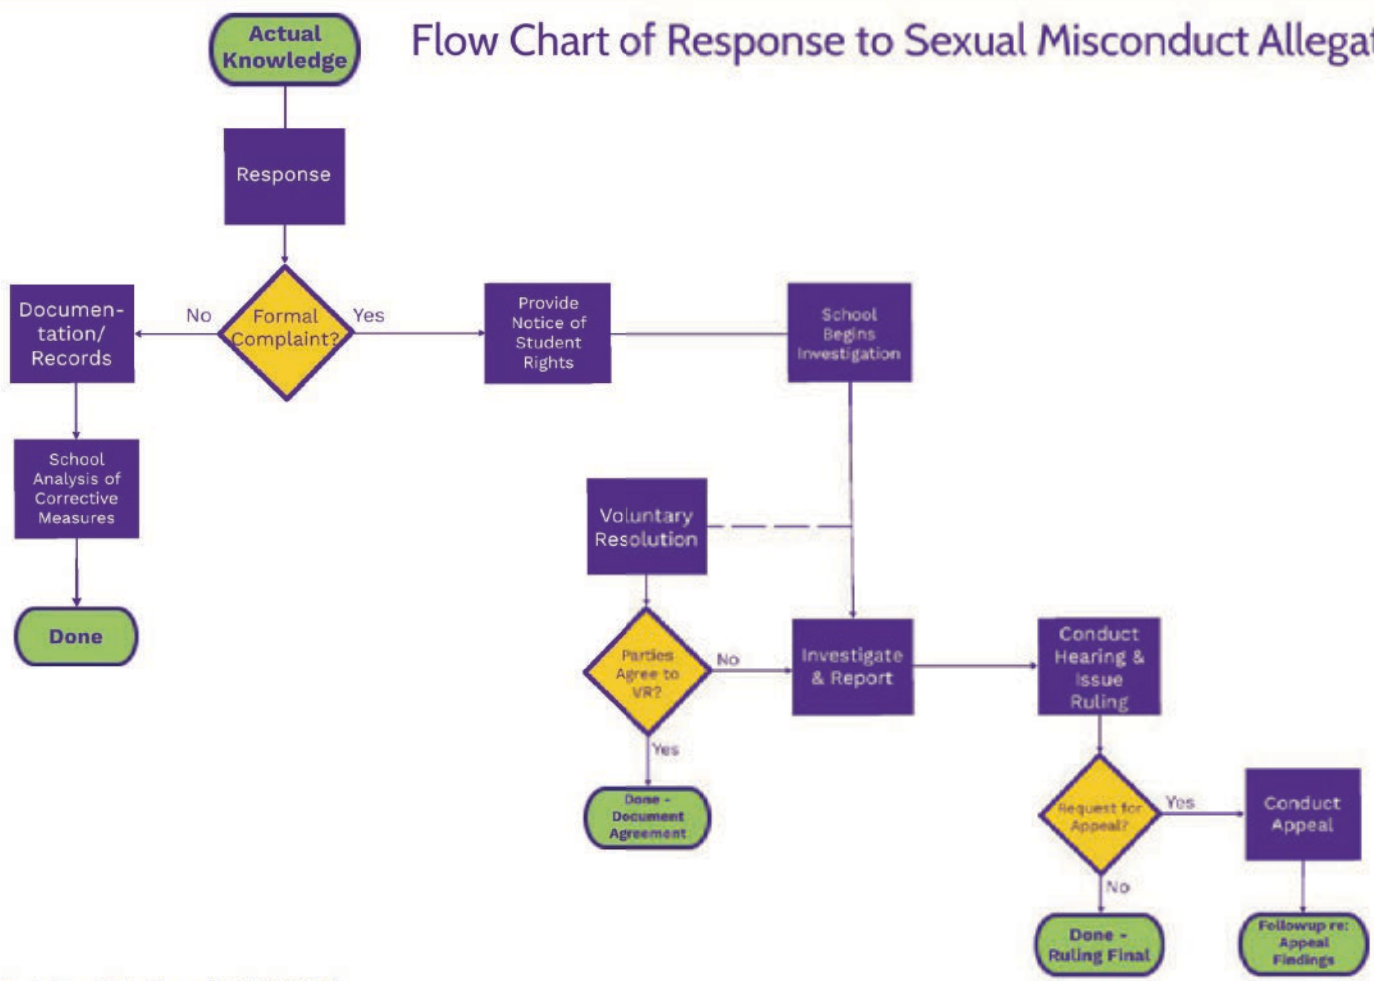 Actual
Knowledge
Flow Chart of Response to Sexual Misconduct
Response
Documen-
tation/
Records
No
Formal
Complaint?
Yes
Provide
Notice of
Student
Rights
School
Begins
Investigation
School
Analysis of
Corrective
Measures
Done
Voluntary
Resolution
Parties
Agree to
VR?
No
Investigate
& Report
Conduct
Hearing &
Issue
Ruling
Yes
Done -
Document
Agreement
Request for
Appeal?
Yes
Conduct
Appeal
No
Done -
Ruling Final
Followup re:
Appeal
Findings